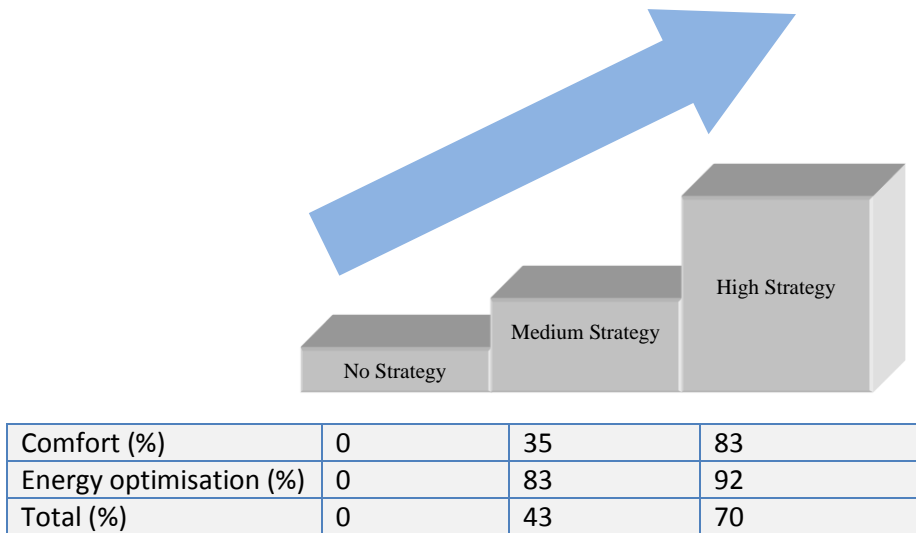 High Strategy
Medium Strategy
No Strategy
Comfort (%) 0 35 83
Energy optimisation (%) 0 83 92
Total (%) 0 43 70